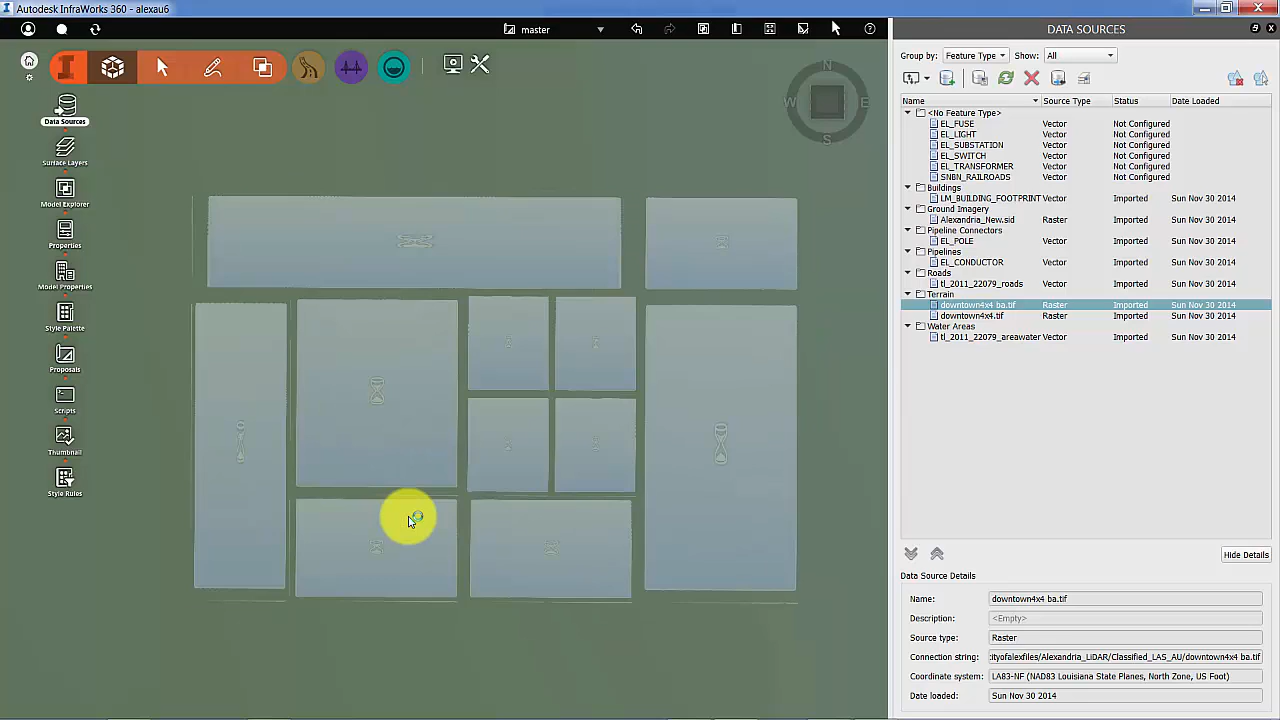 Autodesk InfraWorks 360 - alexau6
master
DATA SOURCES
Group by: Feature Type Show: All
Name Source Type Status Date Loaded
<No Feature Type>
EL_FUSE Vector Not Configured
EL_LIGHT Vector Not Configured
EL_SUBSTATION Vector Not Configured
EL_SWITCH Vector Not Configured
EL_TRANSFORMER Vector Not Configured
SNBN_RAILROADS Vector Not Configured
Buildings
LM_BUILDING_FOOTPRINT Vector Imported Sun Nov 30 2014
Ground Imagery
Alexandria_New.sid Raster Imported Sun Nov 30 2014
Pipeline Connectors
EL_POLE Vector Imported Sun Nov 30 2014
Pipelines
EL_CONDUCTOR Vector Imported Sun Nov 30 2014
Roads
tl_2011_22079_roads Vector Imported Sun Nov 30 2014
Terrain
downtown4x4 ba.tif Raster Imported Sun Nov 30 2014
downtown4x4.tif Raster Imported Sun Nov 30 2014
Water Areas
tl_2011_22079_areawater Vector Imported Sun Nov 30 2014
Data Sources
Surface Layers
Model Explorer
Properties
Model Properties
Style Palette
Proposals
Scripts
Thumbnail
Style Rules
N
W E
S
Hide Details
Data Source Details
Name: downtown4x4 ba.tif
Description: <Empty>
Source type: Raster
Connection string: :ityofalexfiles/Alexandria_LiDAR/Classified_LAS_AU/downtown4x4 ba.tif
Coordinate system: LA83-NF (NAD83 Louisiana State Planes, North Zone, US Foot)
Date loaded: Sun Nov 30 2014